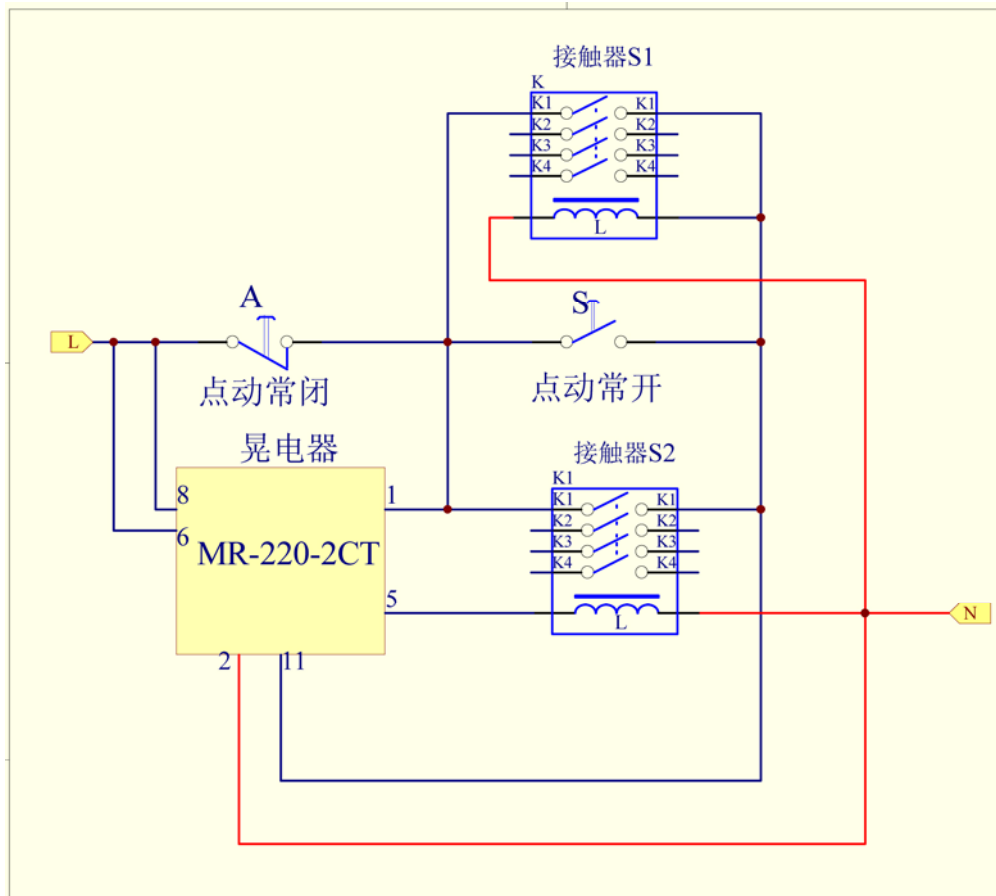 接触器S1
K
K1 K1
K2 K2
K3 K3
K4 K4
L
A S
L
点动常闭 点动常开
晃电器 接触器S2
K1
8 1 K1 K1
6 K2 K2
MR-220-2CT K3 K3
K4 K4
5
L N
2 11